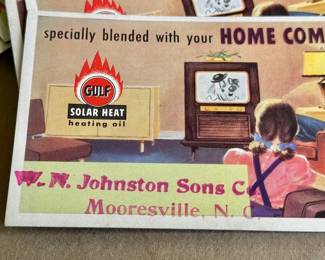 specially blended with your HOME COM
GULF
SOLAR HEAT
heating oil
W. N. Johnston Sons C
Mooresville, N. C.